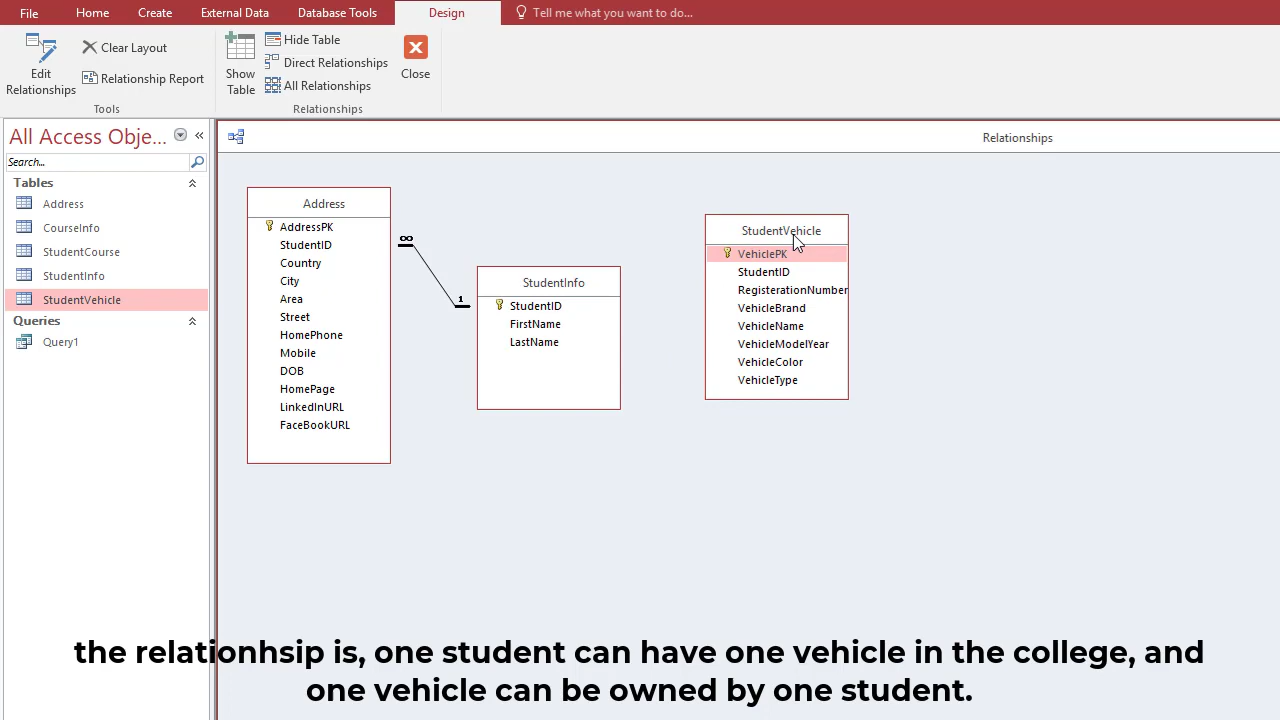 File Home Create External Data Database Tools Design Tell me what you want to do...
Edit Relationships
Clear Layout
Relationship Report
Tools
Show Table
Hide Table
Direct Relationships
All Relationships
Relationships
Close
All Access Obje... «
Search...
Tables
Address
CourseInfo
StudentCourse
StudentInfo
StudentVehicle
Queries
Query1
Relationships
Address
AddressPK
StudentID
Country
City
Area
Street
HomePhone
Mobile
DOB
HomePage
LinkedInURL
FaceBookURL
∞
1
StudentInfo
StudentID
FirstName
LastName
StudentVehicle
VehiclePK
StudentID
RegisterationNumber
VehicleBrand
VehicleName
VehicleModelYear
VehicleColor
VehicleType
the relationhsip is, one student can have one vehicle in the college, and
one vehicle can be owned by one student.